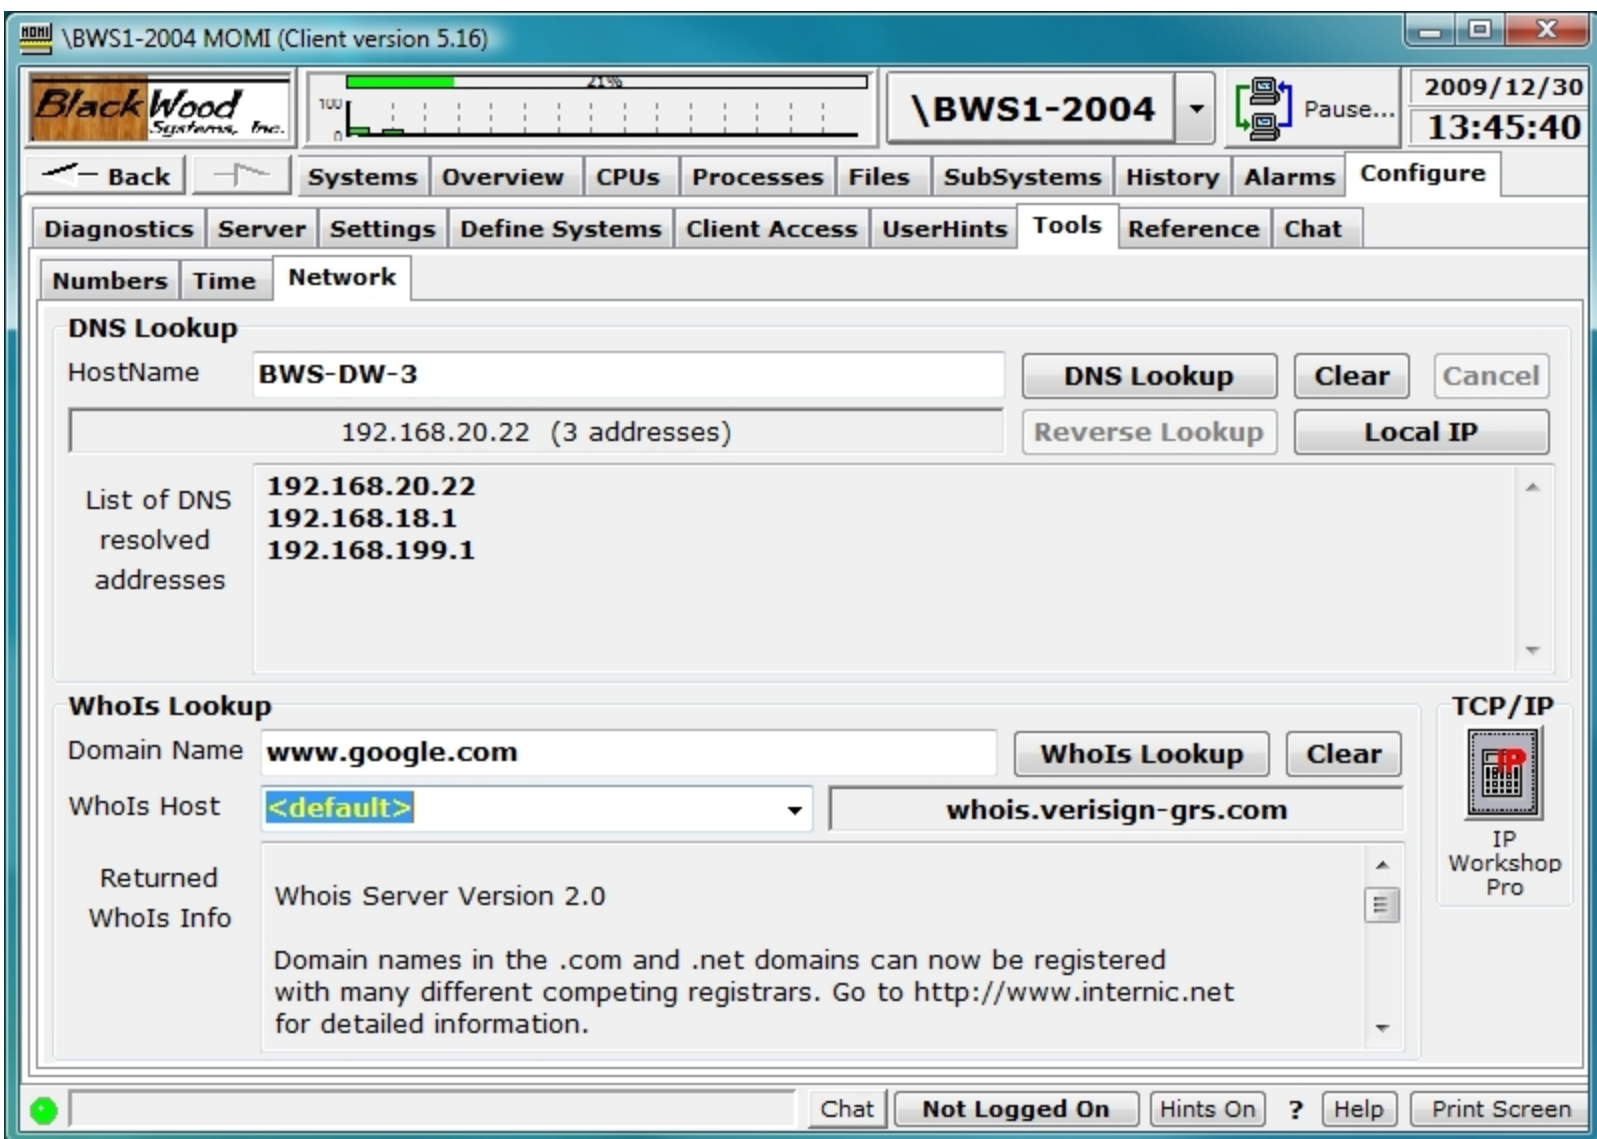 MOMI \BWS1-2004 MOMI (Client version 5.16) X
BlackWood
Systems, Inc.
21%
100
0
\BWS1-2004
Pause...
2009/12/30
13:45:40
Back Systems Overview CPUs Processes Files SubSystems History Alarms Configure
Diagnostics Server Settings Define Systems Client Access UserHints Tools Reference Chat
Numbers Time Network
DNS Lookup
HostName BWS-DW-3 DNS Lookup Clear Cancel
192.168.20.22 (3 addresses) Reverse Lookup Local IP
List of DNS
resolved
addresses
192.168.20.22
192.168.18.1
192.168.199.1
WhoIs Lookup
Domain Name www.google.com WhoIs Lookup Clear
WhoIs Host <default> whois.verisign-grs.com
Returned
WhoIs Info
Whois Server Version 2.0
Domain names in the .com and .net domains can now be registered
with many different competing registrars. Go to http://www.internic.net
for detailed information.
TCP/IP
IP
IP
Workshop
Pro
Chat Not Logged On Hints On ? Help Print Screen